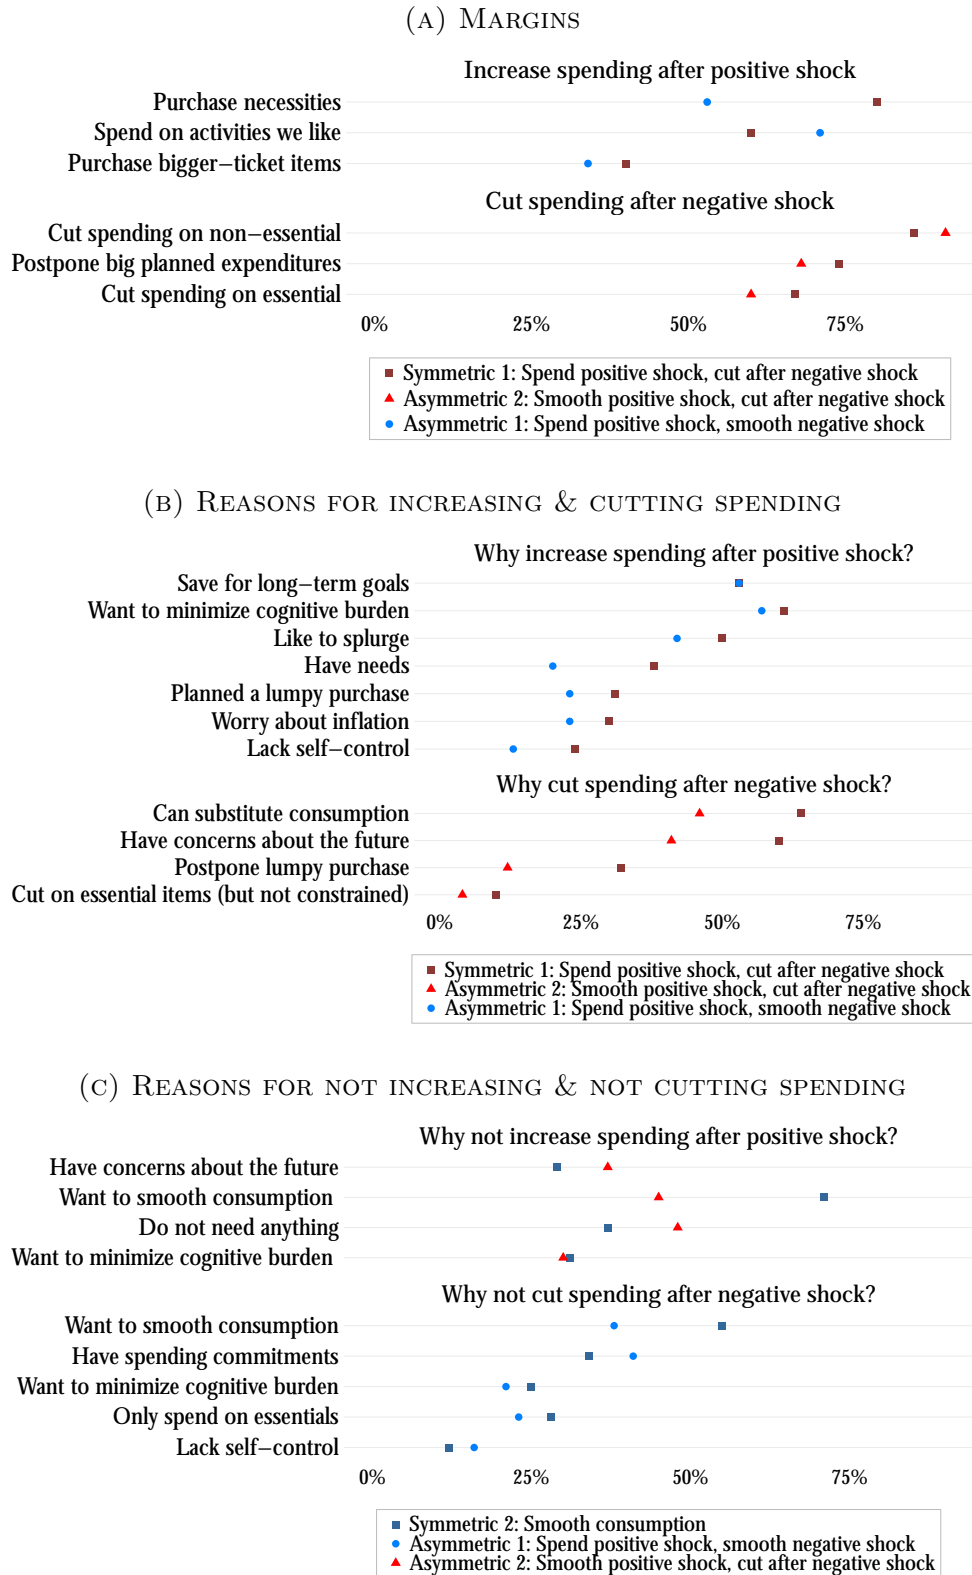 (A) MARGINS
Increase spending after positive shock
Purchase necessities
Spend on activities we like
Purchase bigger−ticket items
Cut spending after negative shock
Cut spending on non−essential
Postpone big planned expenditures
Cut spending on essential
0% 25% 50% 75%
Symmetric 1: Spend positive shock, cut after negative shock
Asymmetric 2: Smooth positive shock, cut after negative shock
Asymmetric 1: Spend positive shock, smooth negative shock
(B) REASONS FOR INCREASING & CUTTING SPENDING
Why increase spending after positive shock?
Save for long−term goals
Want to minimize cognitive burden
Like to splurge
Have needs
Planned a lumpy purchase
Worry about inflation
Lack self−control
Why cut spending after negative shock?
Can substitute consumption
Have concerns about the future
Postpone lumpy purchase
Cut on essential items (but not constrained)
0% 25% 50% 75%
Symmetric 1: Spend positive shock, cut after negative shock
Asymmetric 2: Smooth positive shock, cut after negative shock
Asymmetric 1: Spend positive shock, smooth negative shock
(C) REASONS FOR NOT INCREASING & NOT CUTTING SPENDING
Why not increase spending after positive shock?
Have concerns about the future
Want to smooth consumption
Do not need anything
Want to minimize cognitive burden
Why not cut spending after negative shock?
Want to smooth consumption
Have spending commitments
Want to minimize cognitive burden
Only spend on essentials
Lack self−control
0% 25% 50% 75%
Symmetric 2: Smooth consumption
Asymmetric 1: Spend positive shock, smooth negative shock
Asymmetric 2: Smooth positive shock, cut after negative shock